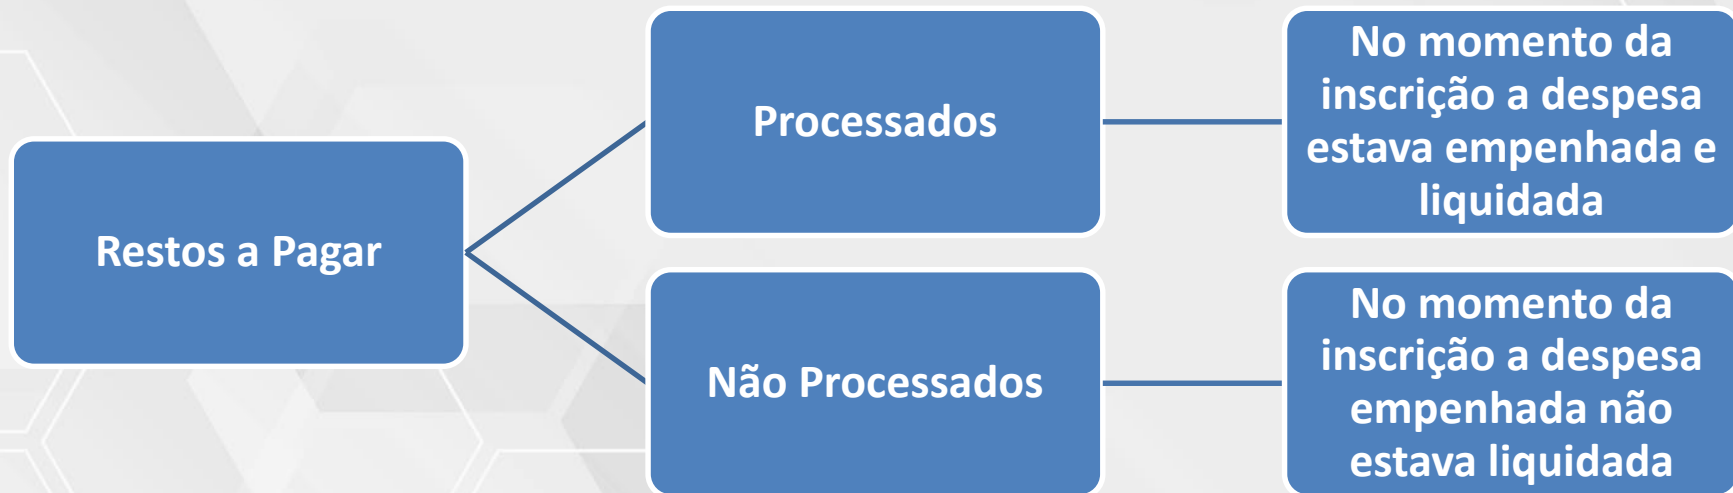 Restos a Pagar
Processados
No momento da
inscrição a despesa
estava empenhada e
liquidada
Não Processados
No momento da
inscrição a despesa
empenhada não
estava liquidada